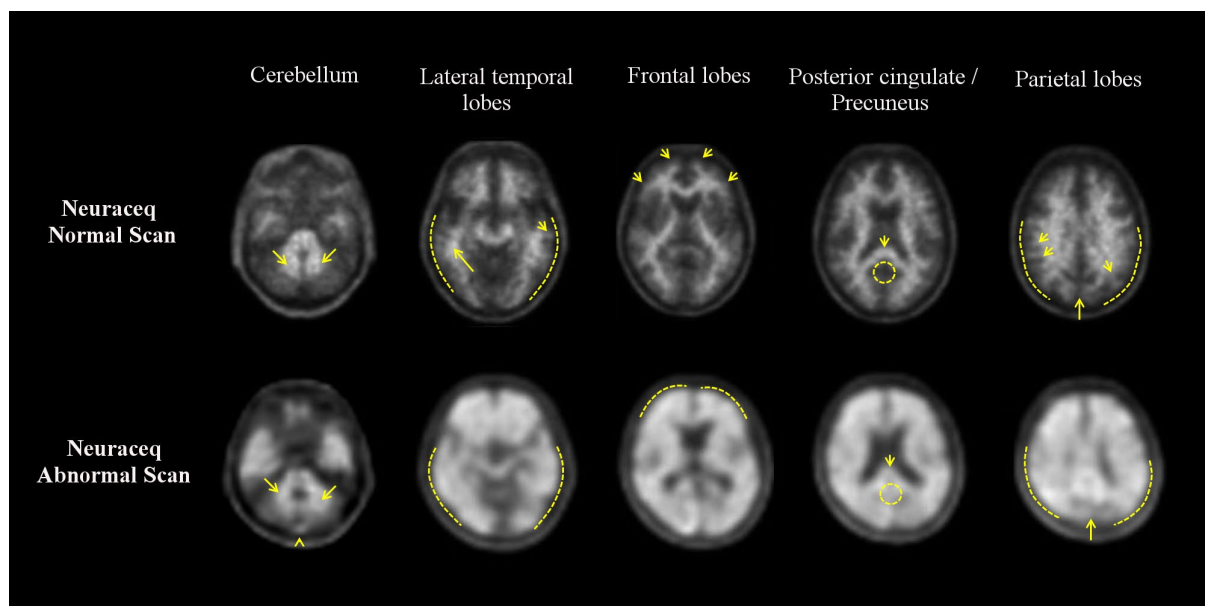 Cerebellum
Lateral temporal
lobes
Frontal lobes
Posterior cingulate /
Precuneus
Parietal lobes
Neuraceq
Normal Scan
Neuraceq
Abnormal Scan